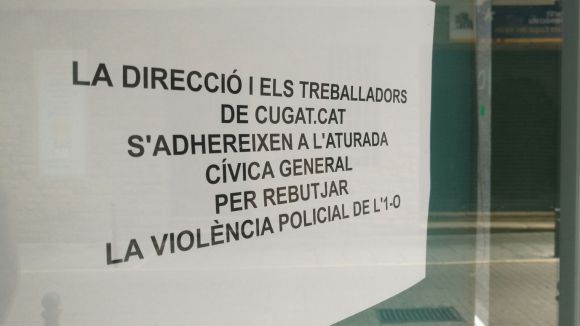 LA DIRECCIÓ I ELS TREBALLADORS
DE CUGAT.CAT
S'ADHEREIXEN A L'ATURADA
CÍVICA GENERAL
PER REBUTJAR
LA VIOLÈNCIA POLICIAL DE L'1-O